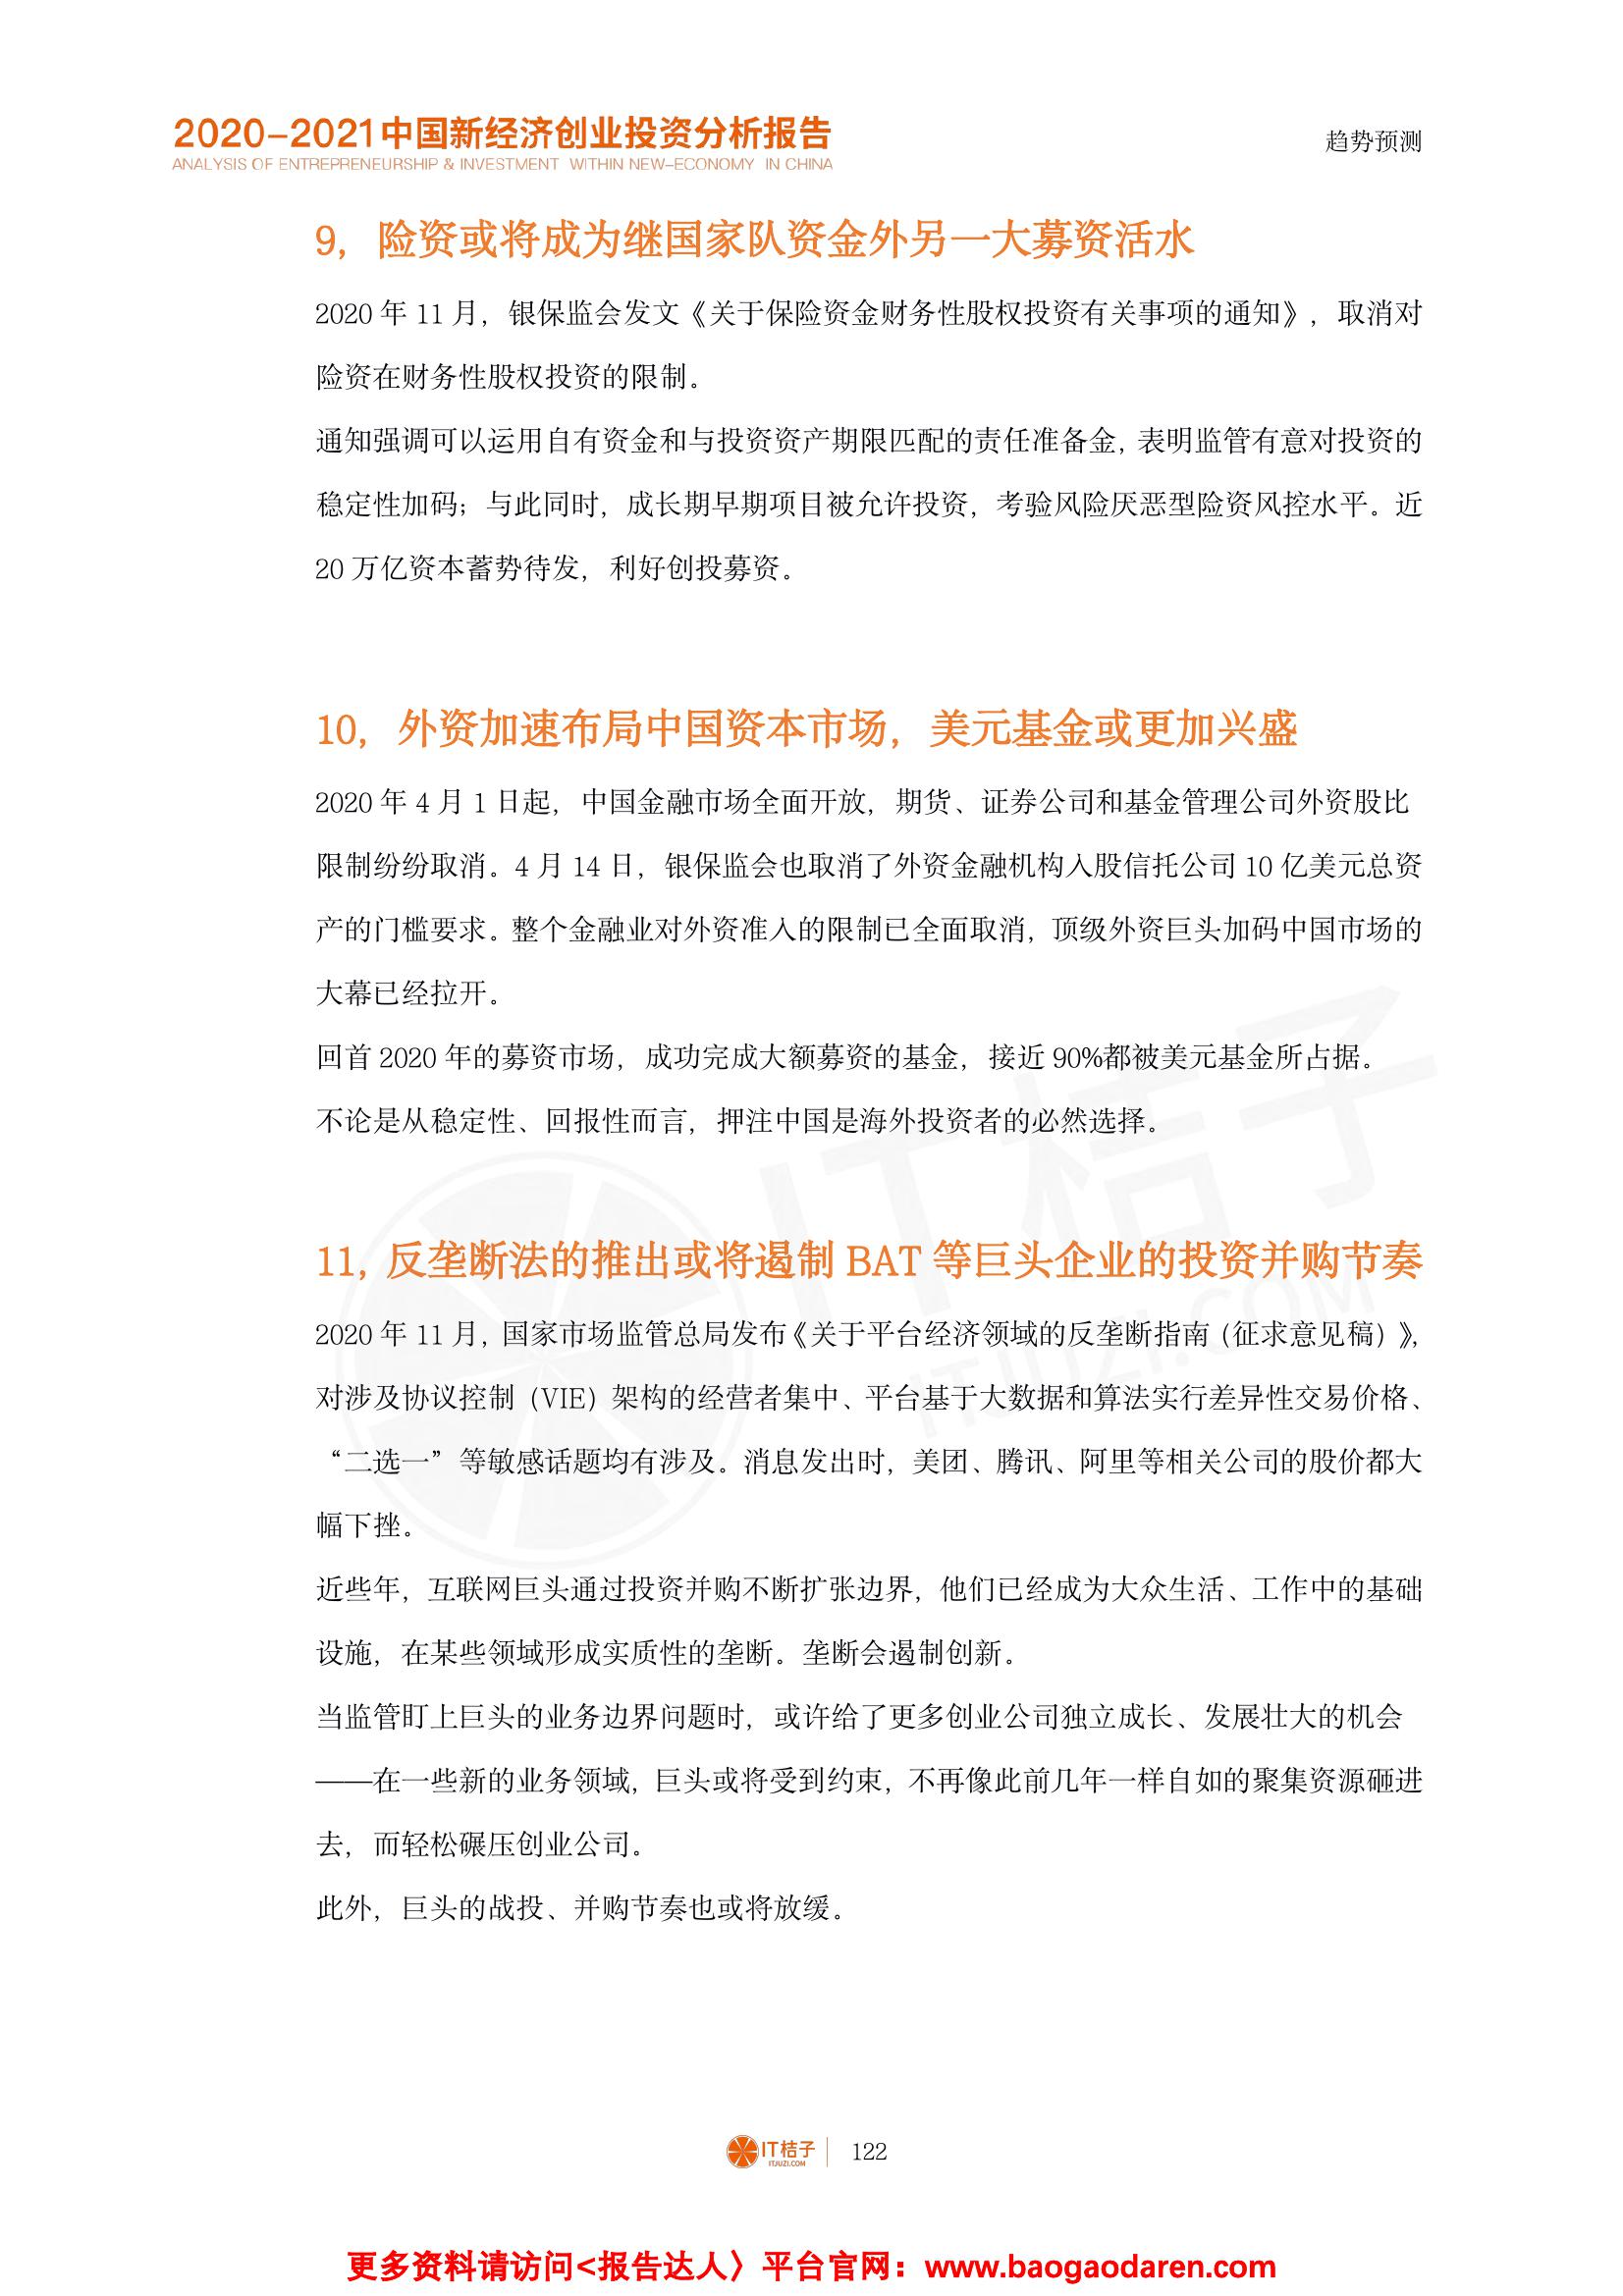 2020-2021中国新经济创业投资分析报告
ANALYSIS OF ENTREPRENEURSHIP & INVESTMENT WITHIN NEW-ECONOMY IN CHINA
趋势预测
9，险资或将成为继国家队资金外另一大募资活水
2020 年 11 月，银保监会发文《关于保险资金财务性股权投资有关事项的通知》，取消对
险资在财务性股权投资的限制。
通知强调可以运用自有资金和与投资资产期限匹配的责任准备金，表明监管有意对投资的
稳定性加码；与此同时，成长期早期项目被允许投资，考验风险厌恶型险资风控水平。近
20 万亿资本蓄势待发，利好创投募资。
10，外资加速布局中国资本市场，美元基金或更加兴盛
2020 年 4 月 1 日起，中国金融市场全面开放，期货、证券公司和基金管理公司外资股比
限制纷纷取消。4 月 14 日，银保监会也取消了外资金融机构入股信托公司 10 亿美元总资
产的门槛要求。整个金融业对外资准入的限制已全面取消，顶级外资巨头加码中国市场的
大幕已经拉开。
回首 2020 年的募资市场，成功完成大额募资的基金，接近 90%都被美元基金所占据。
不论是从稳定性、回报性而言，押注中国是海外投资者的必然选择。
11，反垄断法的推出或将遏制 BAT 等巨头企业的投资并购节奏
2020 年 11 月，国家市场监管总局发布《关于平台经济领域的反垄断指南（征求意见稿）》，
对涉及协议控制（VIE）架构的经营者集中、平台基于大数据和算法实行差异性交易价格、
“二选一”等敏感话题均有涉及。消息发出时，美团、腾讯、阿里等相关公司的股价都大
幅下挫。
近些年，互联网巨头通过投资并购不断扩张边界，他们已经成为大众生活、工作中的基础
设施，在某些领域形成实质性的垄断。垄断会遏制创新。
当监管盯上巨头的业务边界问题时，或许给了更多创业公司独立成长、发展壮大的机会
——在一些新的业务领域，巨头或将受到约束，不再像此前几年一样自如的聚集资源砸进
去，而轻松碾压创业公司。
此外，巨头的战投、并购节奏也或将放缓。
IT桔子
ITJUZI.COM
IT桔子
ITJUZI.COM
122
更多资料请访问<报告达人〉平台官网：www.baogaodaren.com